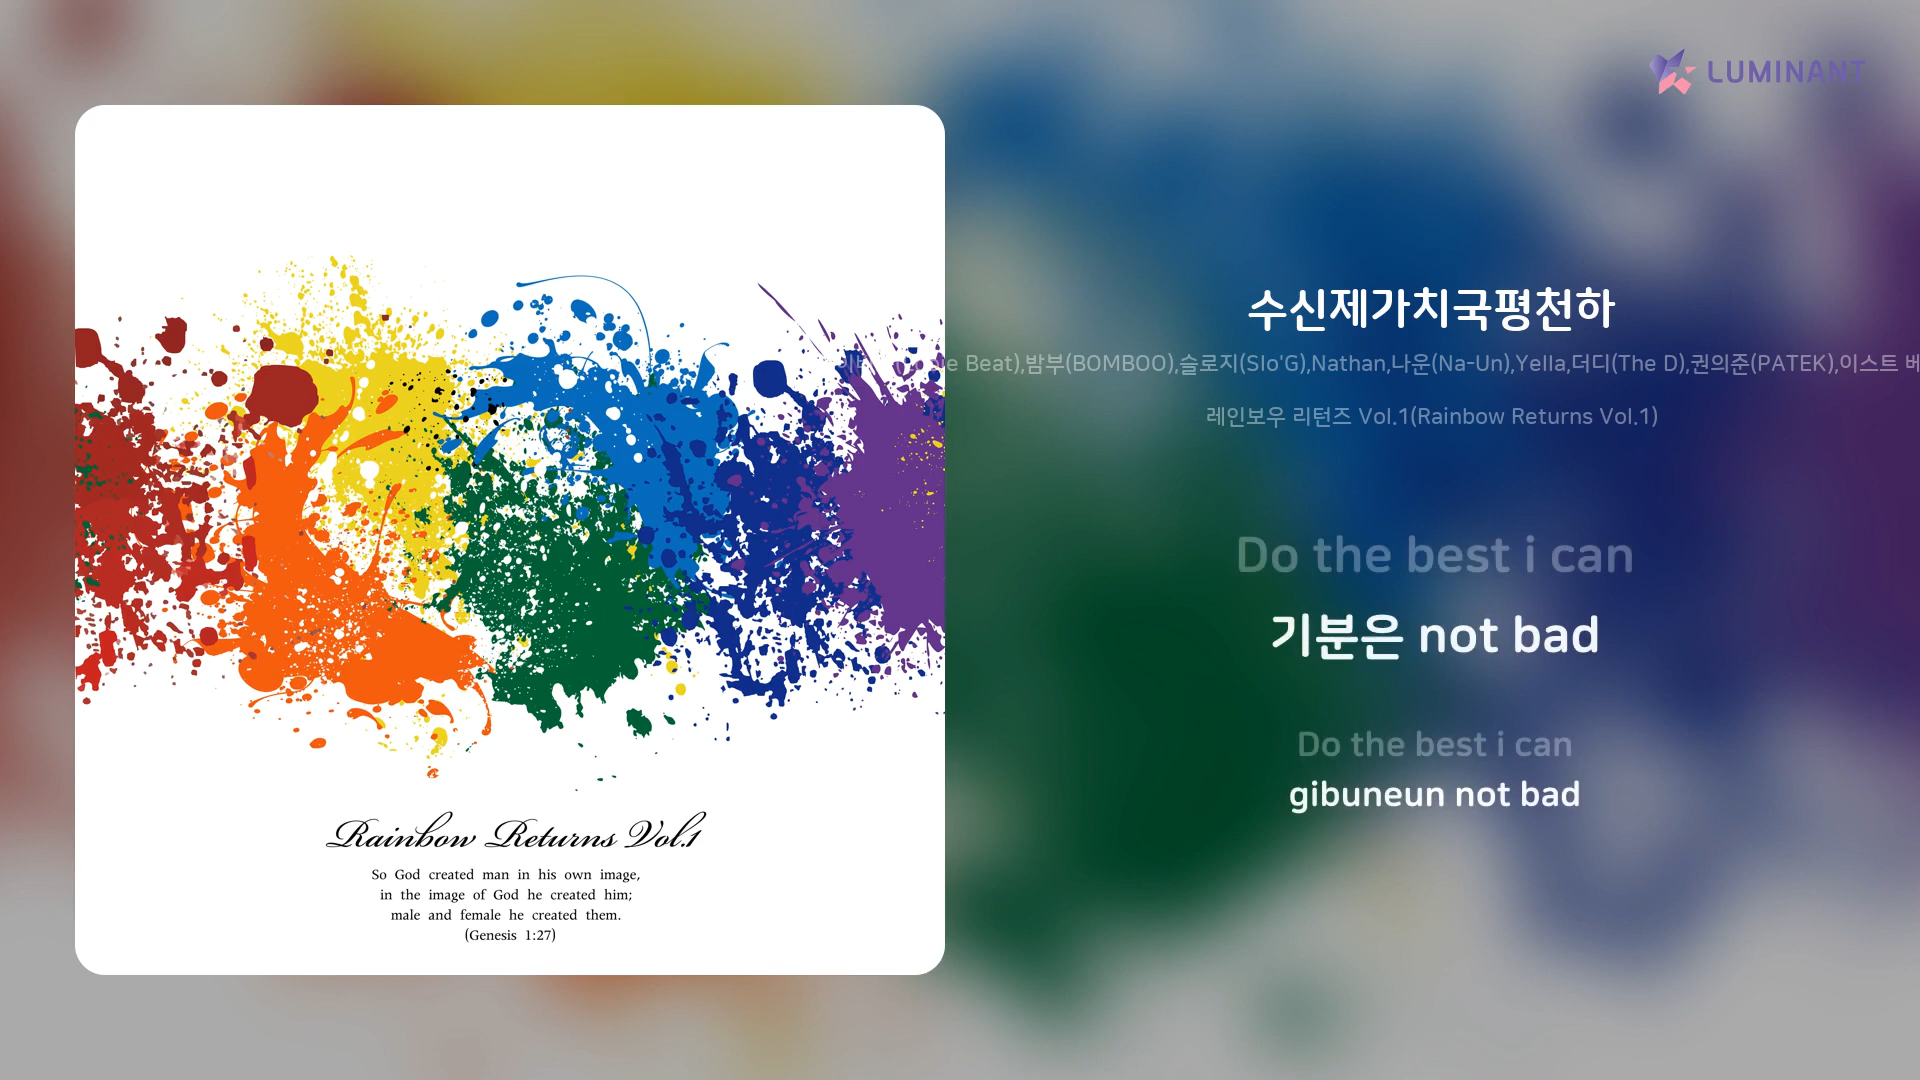 LUMINANT
수신제가치국평천하
e Beat),밤부(BOMBOO),슬로지(Slo'G),Nathan,나운(Na-Un),Yella,더디(The D),권의준(PATEK),이스트
레인보우 리턴즈 Vol.1(Rainbow Returns Vol.1)
Do the best i can
기분은 not bad
Do the best i can
gibuneun not bad
Rainbow Returns Vol.1
So God created man in his own image,
in the image of God he created him;
male and female he created them.
(Genesis 1:27)